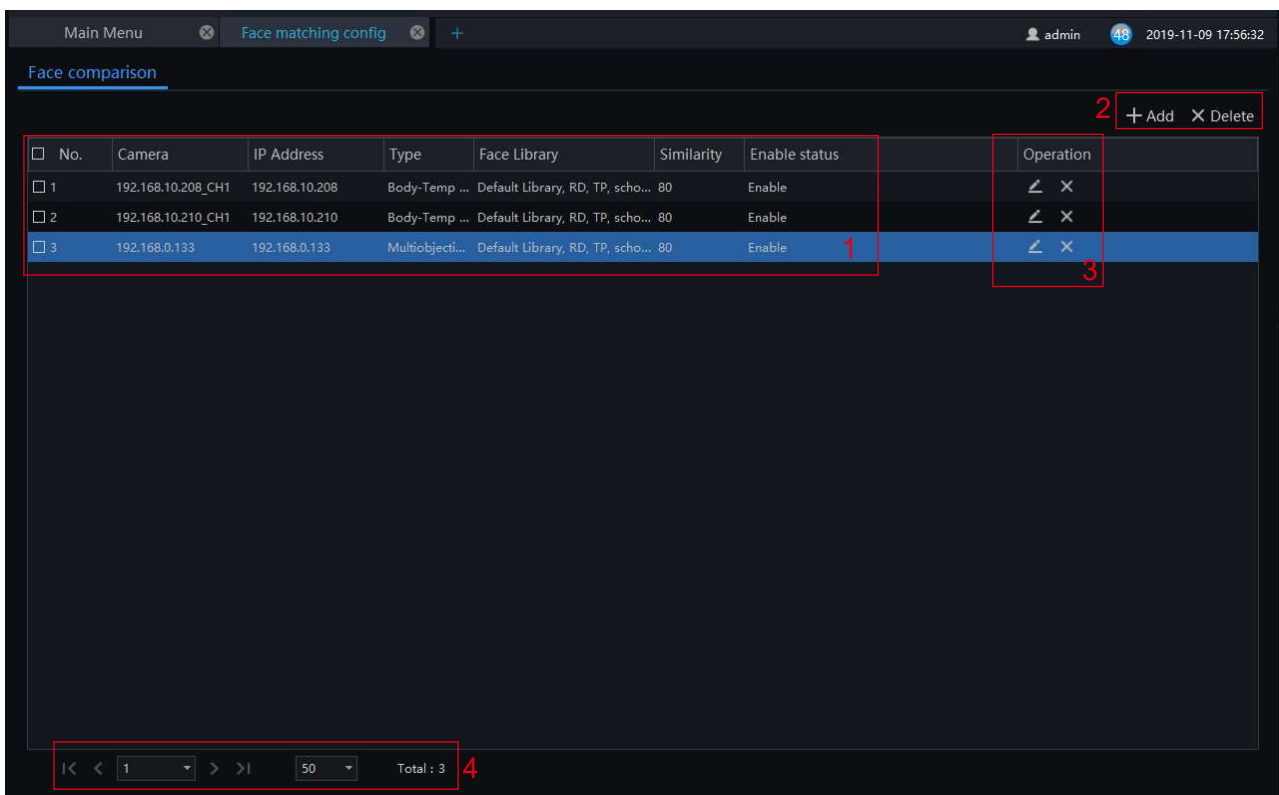 Main Menu Face matching config + admin 48 2019-11-09 17:56:32
Face comparison
2 + Add X Delete
No. Camera IP Address Type Face Library Similarity Enable status Operation
1 192.168.10.208_CH1 192.168.10.208 Body-Temp ... Default Library, RD, TP, scho... 80 Enable
2 192.168.10.210_CH1 192.168.10.210 Body-Temp ... Default Library, RD, TP, scho... 80 Enable
3 192.168.0.133 192.168.0.133 Multiobjecti... Default Library, RD, TP, scho... 80 Enable 1
3
1 50 Total : 3 4